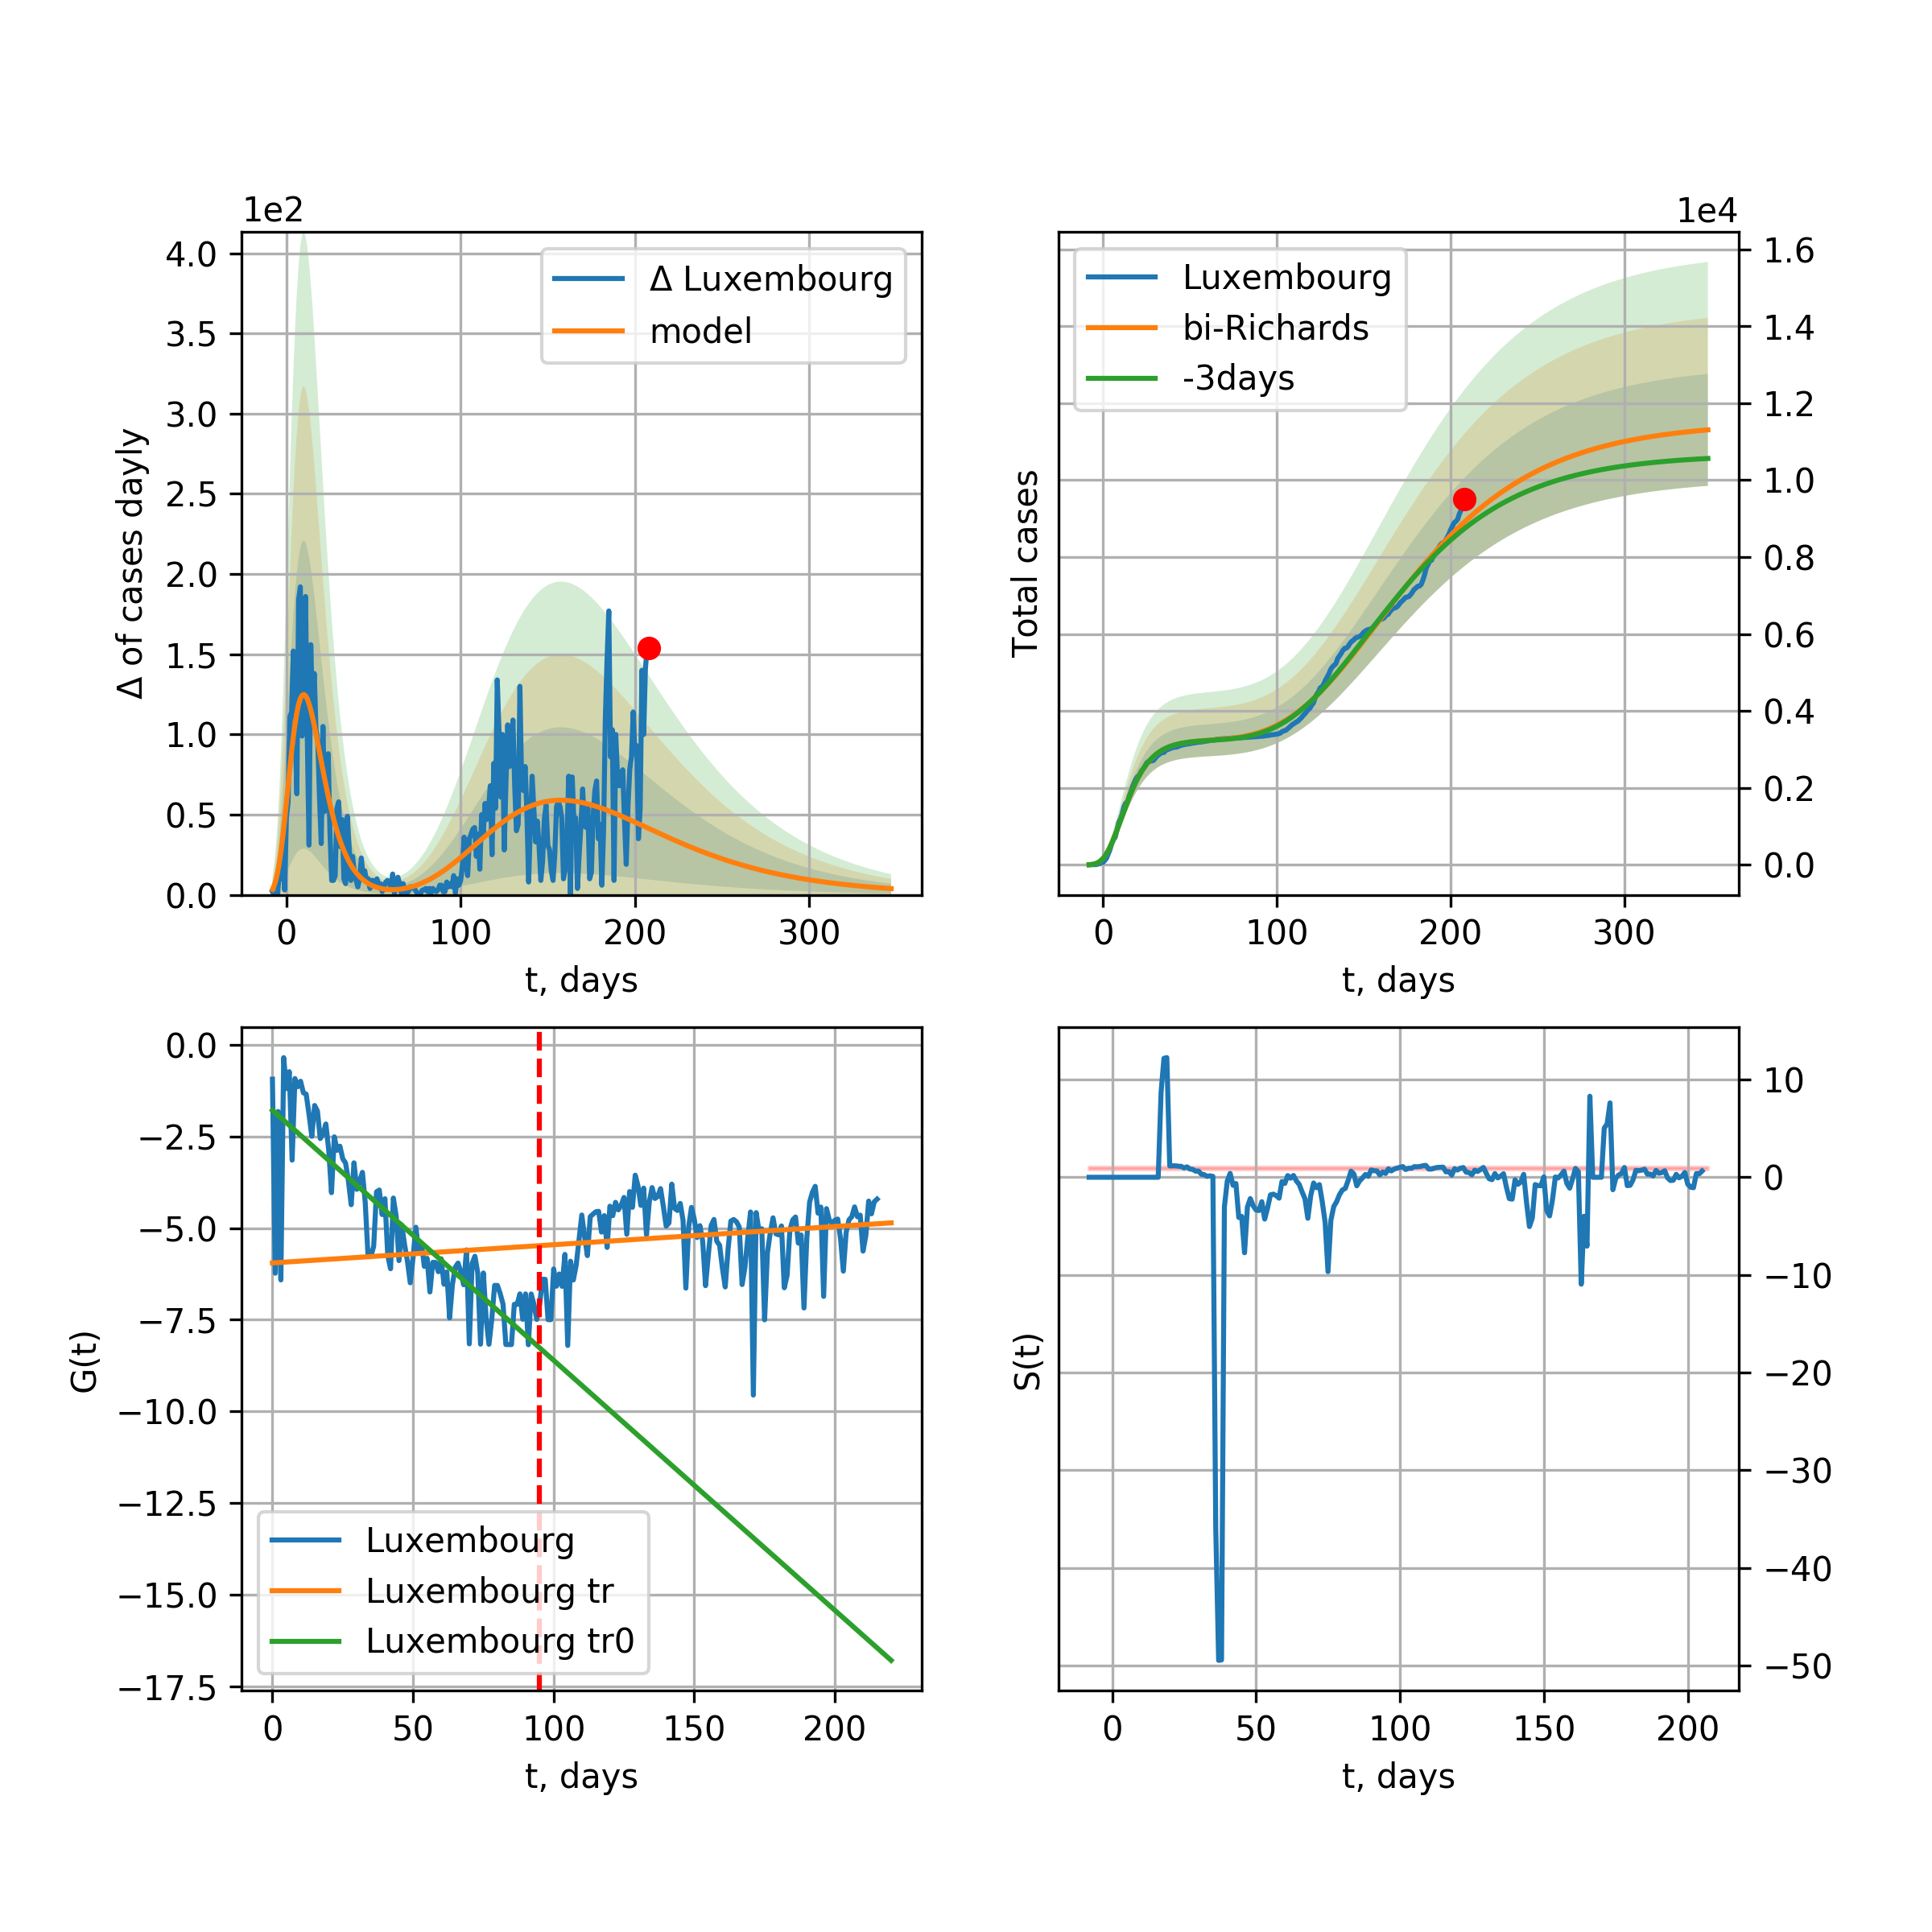 1e2
4.0
3.5
3.0
2.5
2.0
1.5
1.0
0.5
0.0
Δ of cases dayly
Δ Luxembourg
model
0 100 200 300
t, days
1e4
1.6
1.4
1.2
1.0
0.8
0.6
0.4
0.2
0.0
Total cases
Luxembourg
bi-Richards
-3days
0 100 200 300
t, days
0.0
−2.5
−5.0
−7.5
−10.0
−12.5
−15.0
−17.5
G(t)
Luxembourg
Luxembourg tr
Luxembourg tr0
0 50 100 150 200
t, days
10
0
−10
−20
−30
−40
−50
S(t)
0 50 100 150 200
t, days